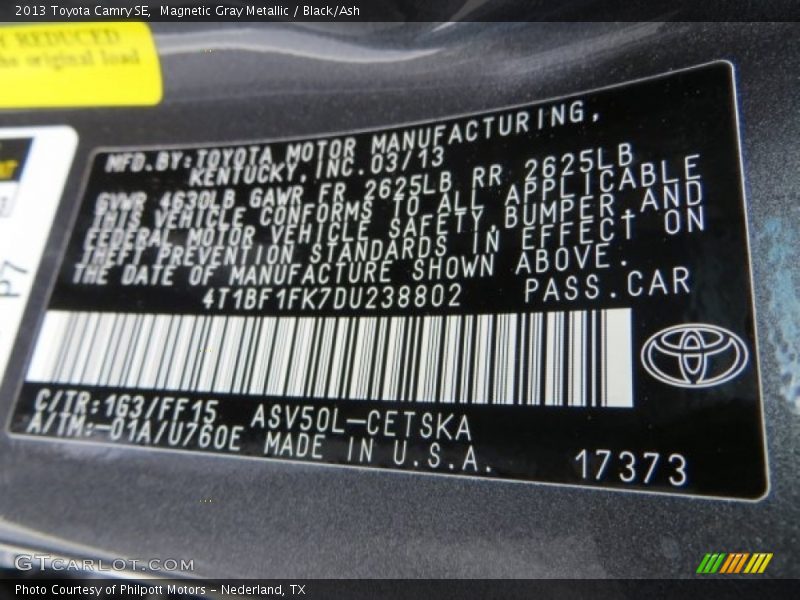 2013 Toyota Camry SE, Magnetic Gray Metallic / Black/Ash
REDUCED
the original load
MFD.BY:TOYOTA MOTOR MANUFACTURING,
KENTUCKY,INC.03/13
GVWR 4630LB GAWR FR 2625LB RR 2625LB
THIS VEHICLE CONFORMS TO ALL APPLICABLE
FEDERAL MOTOR VEHICLE SAFETY,BUMPER,AND
THEFT PREVENTION STANDARDS IN EFFECT ON
THE DATE OF MANUFACTURE SHOWN ABOVE.
4T1BF1FK7DU238802 PASS.CAR
C/TR:1G3/FF15 ASV50L-CETSKA
A/TM:-01A/U760E MADE IN U.S.A.
17373
GTCARLOT.COM
Photo Courtesy of Philpott Motors - Nederland, TX